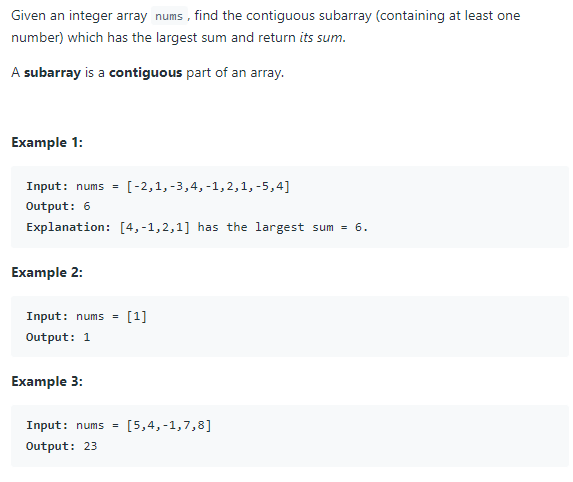 Given an integer array nums , find the contiguous subarray (containing at least one
number) which has the largest sum and return its sum.
A subarray is a contiguous part of an array.
Example 1:
Input: nums = [-2,1,-3,4,-1,2,1,-5,4]
Output: 6
Explanation: [4,-1,2,1] has the largest sum = 6.
Example 2:
Input: nums = [1]
Output: 1
Example 3:
Input: nums = [5,4,-1,7,8]
Output: 23